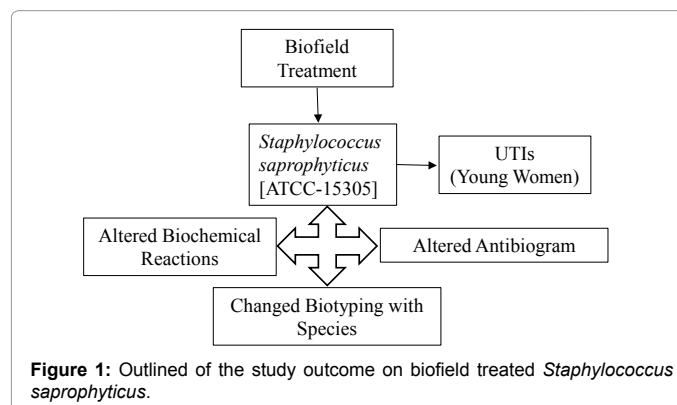 Biofield
Treatment
Staphylococcus
saprophyticus
[ATCC-15305]
UTIs
(Young Women)
Altered Biochemical
Reactions
Altered Antibiogram
Changed Biotyping with
Species
Figure 1: Outlined of the study outcome on biofield treated Staphylococcus
saprophyticus.